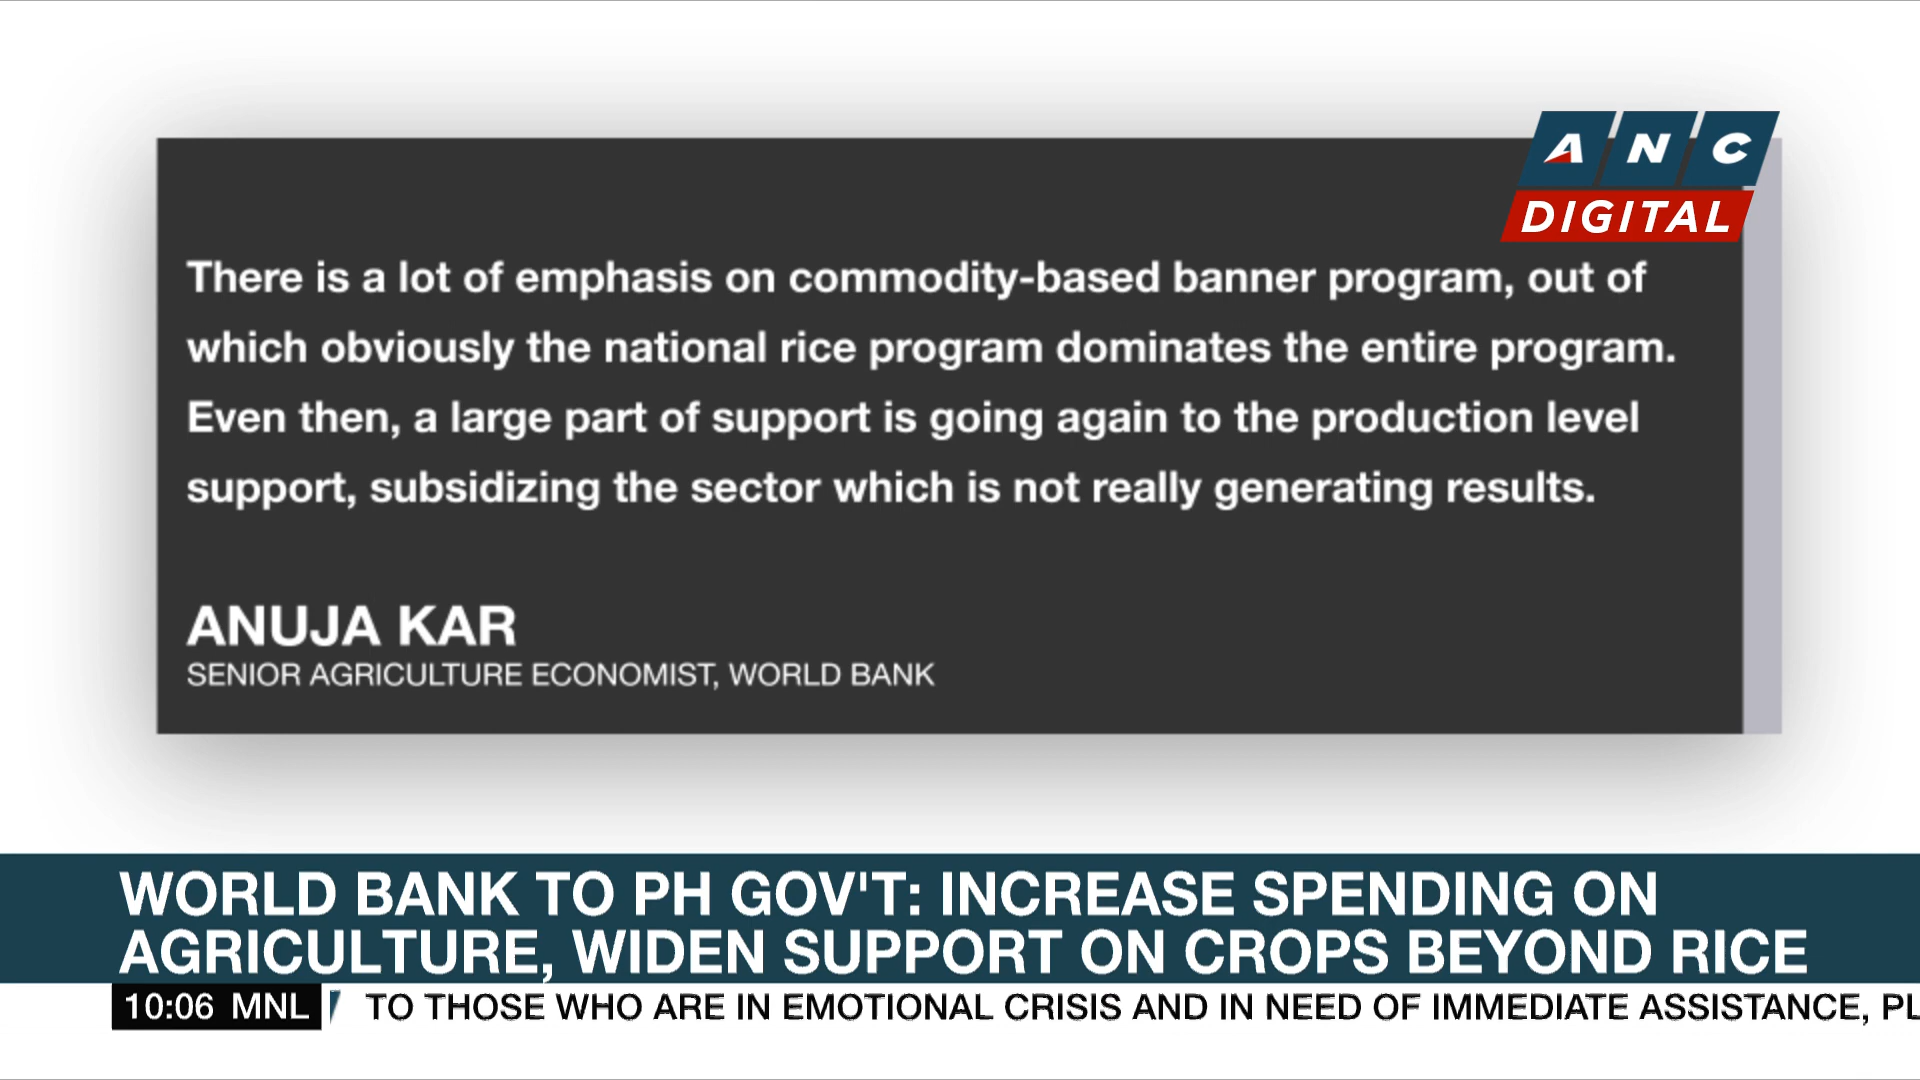 ANC
DIGITAL
There is a lot of emphasis on commodity-based banner program, out of
which obviously the national rice program dominates the entire program.
Even then, a large part of support is going again to the production level
support, subsidizing the sector which is not really generating results.
ANUJA KAR
SENIOR AGRICULTURE ECONOMIST, WORLD BANK
WORLD BANK TO PH GOV'T: INCREASE SPENDING ON
AGRICULTURE, WIDEN SUPPORT ON CROPS BEYOND RICE
10:06 MNL TO THOSE WHO ARE IN EMOTIONAL CRISIS AND IN NEED OF IMMEDIATE ASSISTANCE,